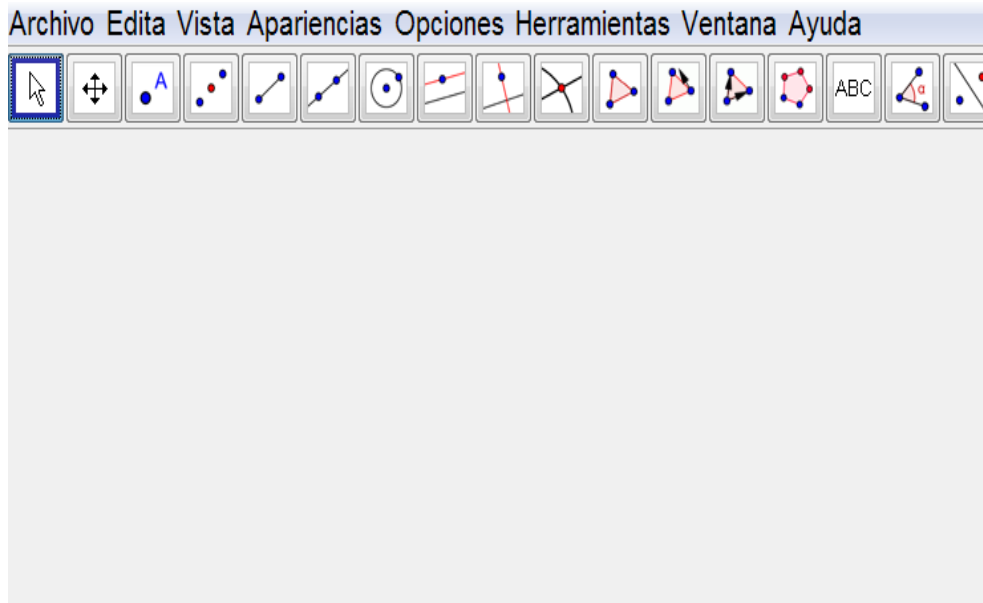 Archivo Edita Vista Apariencias Opciones Herramientas Ventana Ayuda
A ABC α